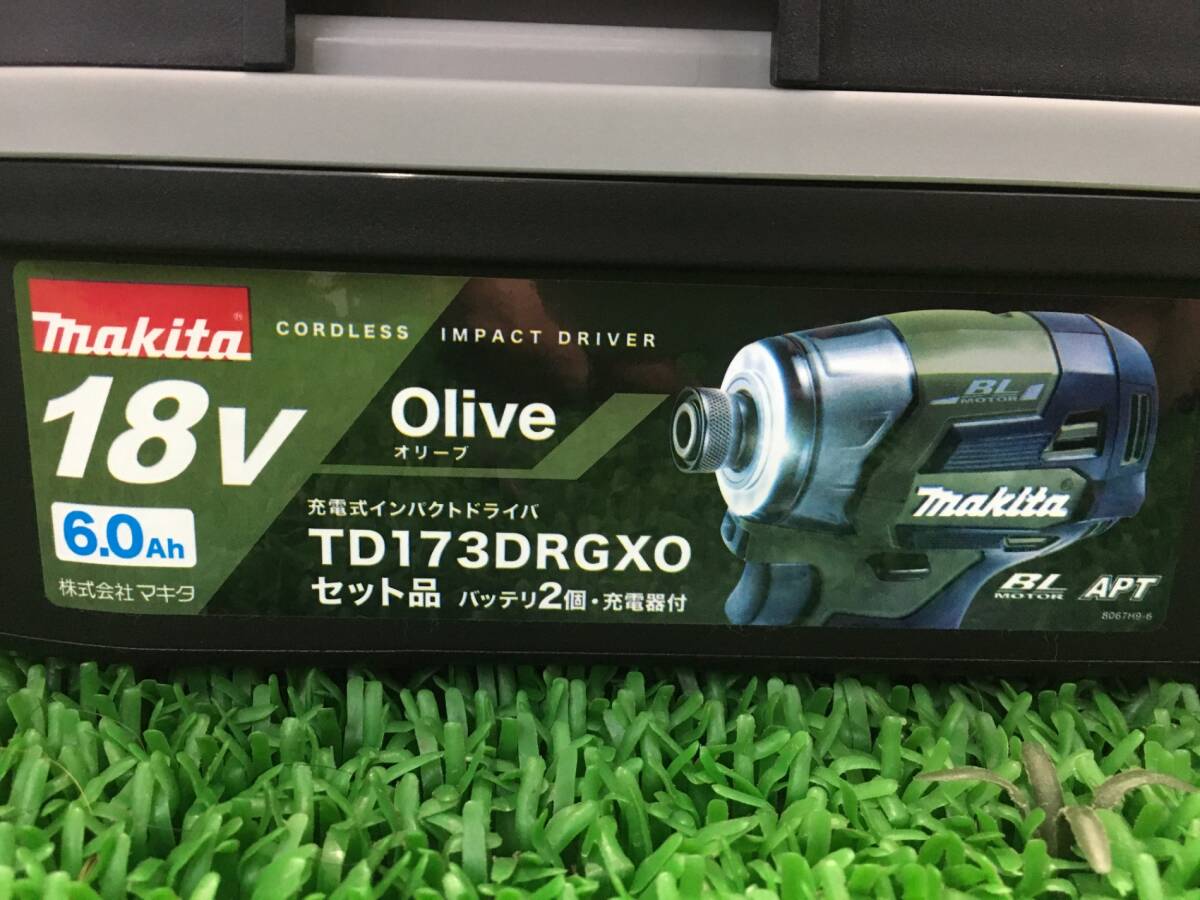 makita®
CORDLESS IMPACT DRIVER
18V
Olive
オリーブ
6.0Ah
株式会社マキタ
充電式インパクトドライバ
TD173DRGXO
セット品 バッテリ2個・充電器付
BL
MOTOR
makita
BL
MOTOR
APT
8067H9-6